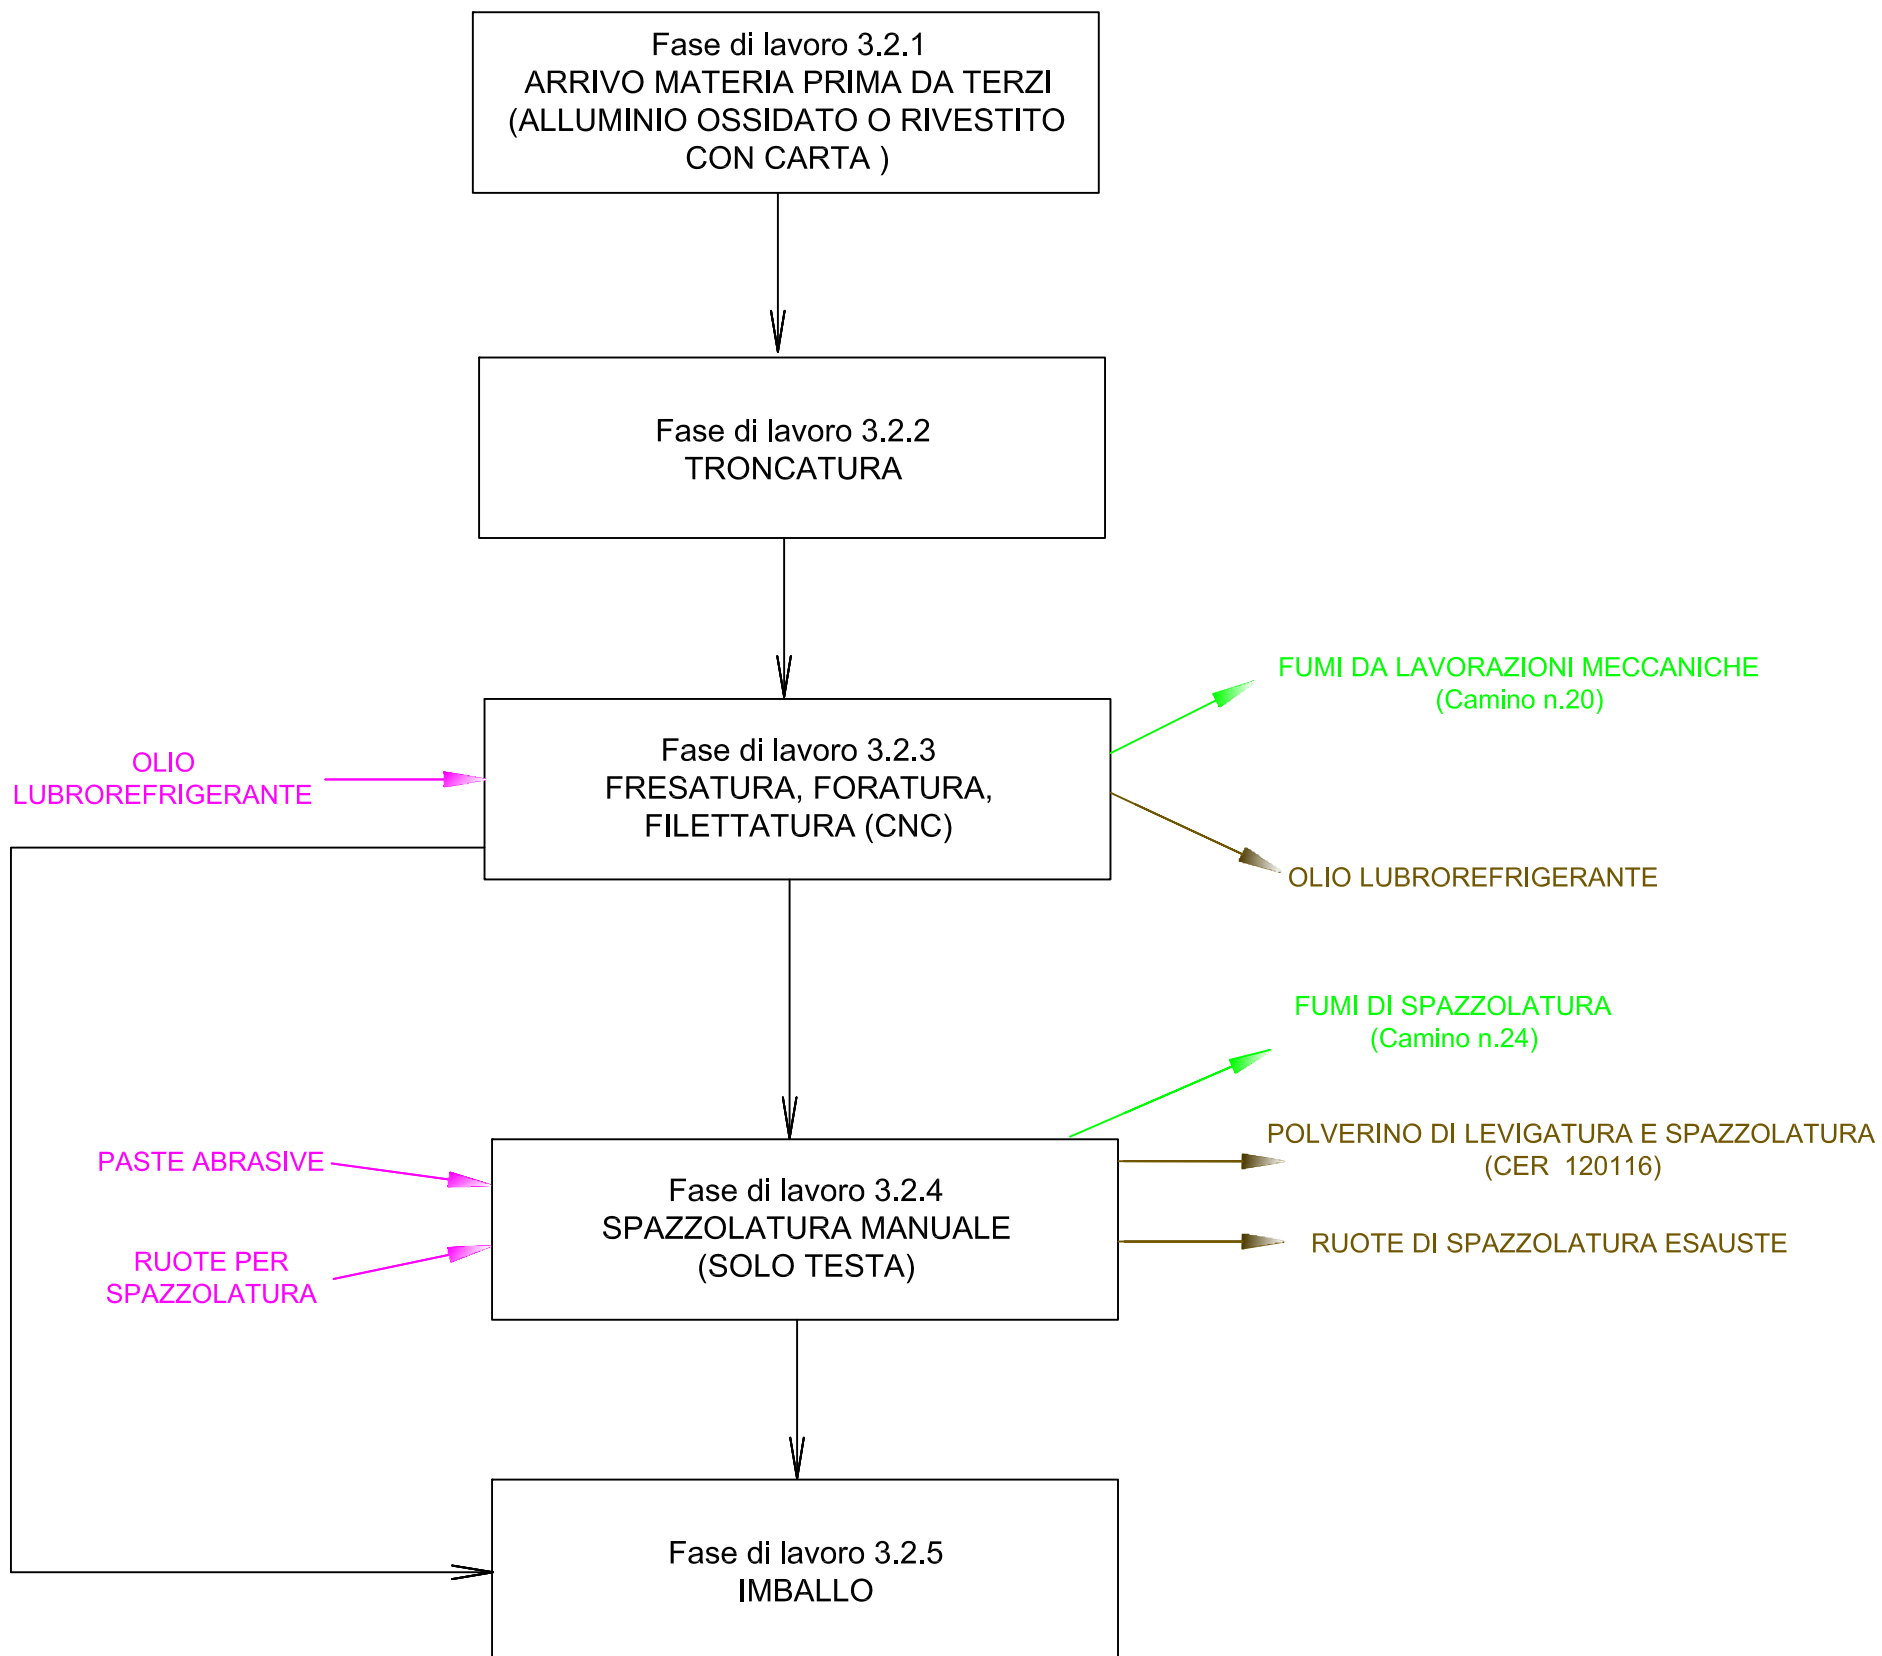 Fase di lavoro 3.2.1
ARRIVO MATERIA PRIMA DA TERZI
(ALLUMINIO OSSIDATO O RIVESTITO
CON CARTA )
Fase di lavoro 3.2.2
TRONCATURA
FUMI DA LAVORAZIONI MECCANICHE
(Camino n.20)
OLIO
LUBROREFRIGERANTE
Fase di lavoro 3.2.3
FRESATURA, FORATURA,
FILETTATURA (CNC)
OLIO LUBROREFRIGERANTE
FUMI DI SPAZZOLATURA
(Camino n.24)
PASTE ABRASIVE
RUOTE PER
SPAZZOLATURA
Fase di lavoro 3.2.4
SPAZZOLATURA MANUALE
(SOLO TESTA)
POLVERINO DI LEVIGATURA E SPAZZOLATURA
(CER  120116)
RUOTE DI SPAZZOLATURA ESAUSTE
Fase di lavoro 3.2.5
IMBALLO